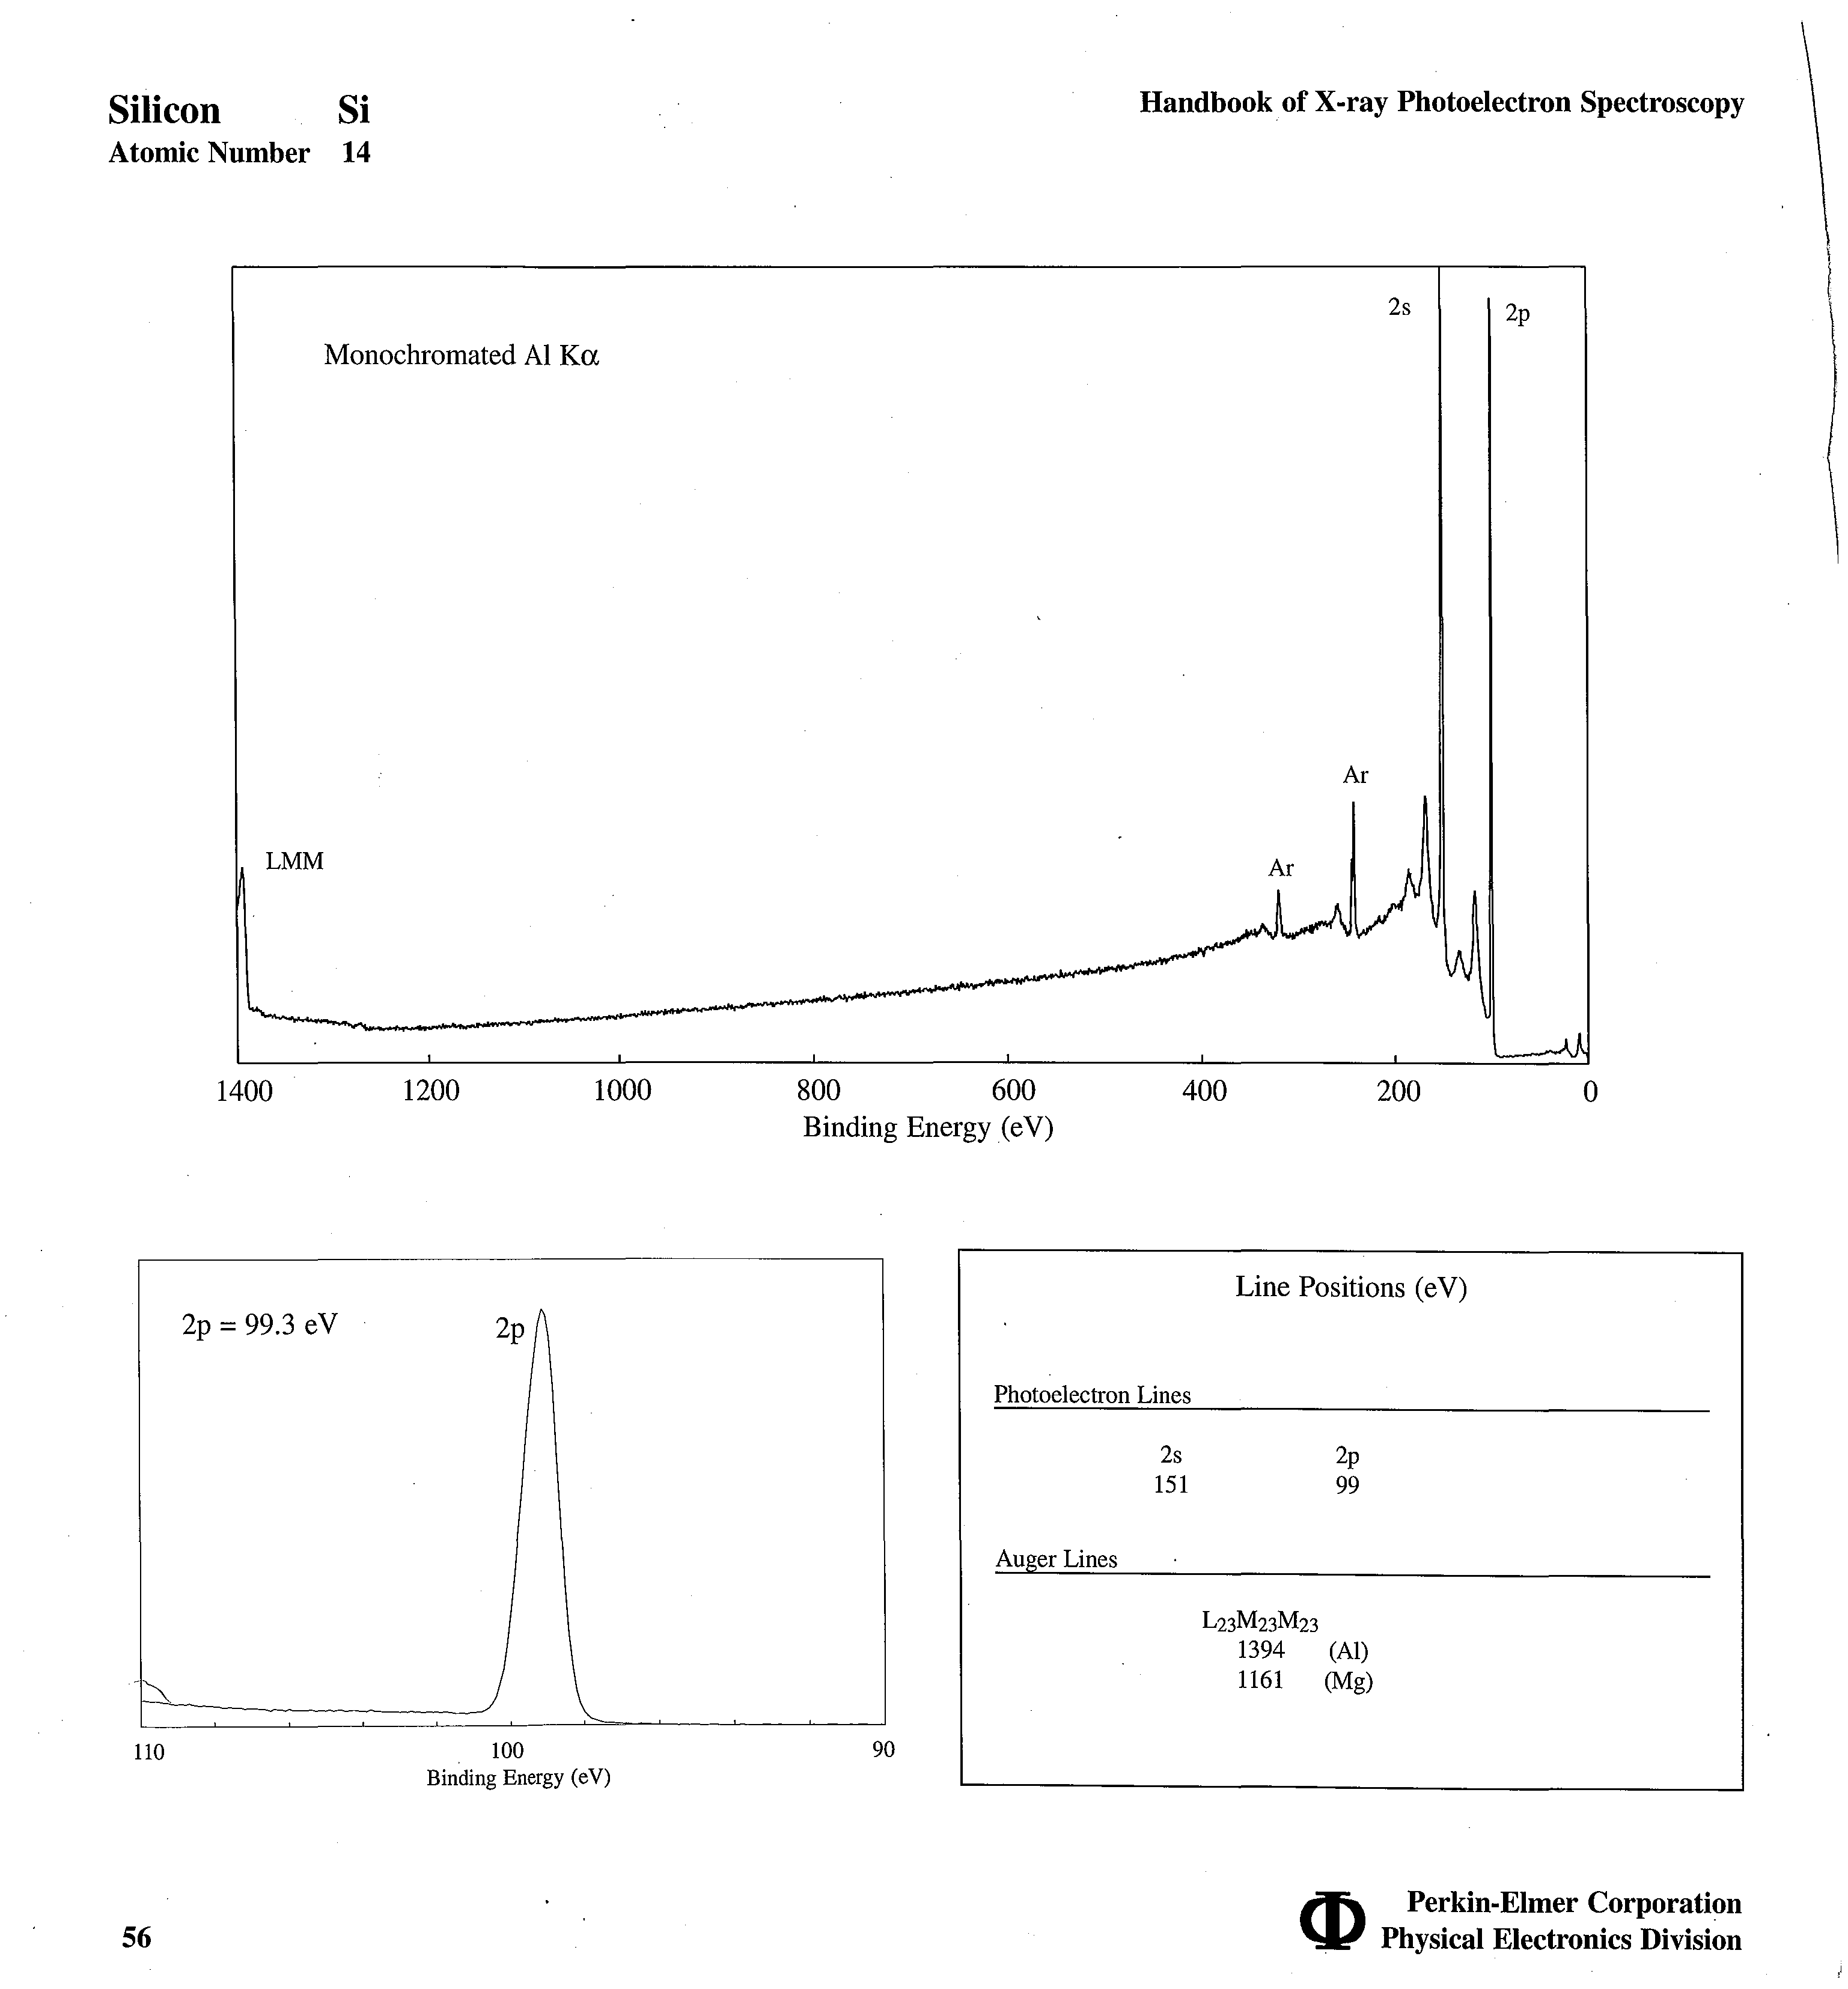 Silicon Si
Handbook of X-ray Photoelectron Spectroscopy
Atomic Number 14
2s
2p
Monochromated Al Kα
Ar
LMM
Ar
1400 1200 1000 800 600 400 200 0
Binding Energy (eV)
2p = 99.3 eV
2p
110 100 90
Binding Energy (eV)
Line Positions (eV)
Photoelectron Lines
2s 2p
151 99
Auger Lines
L23M23M23
1394 (Al)
1161 (Mg)
56
Perkin-Elmer Corporation
Physical Electronics Division